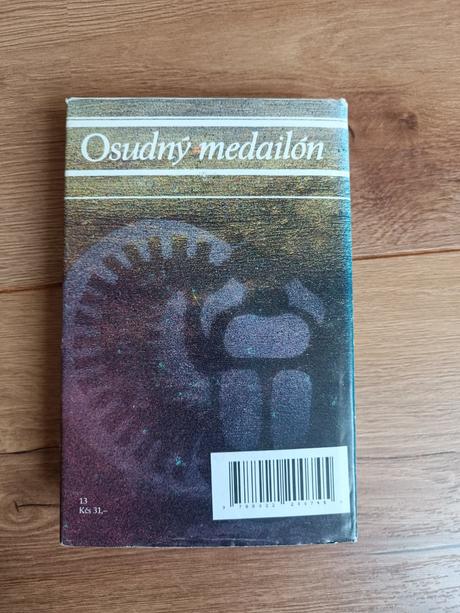 Osudný medailón
13
Kčs 31,–